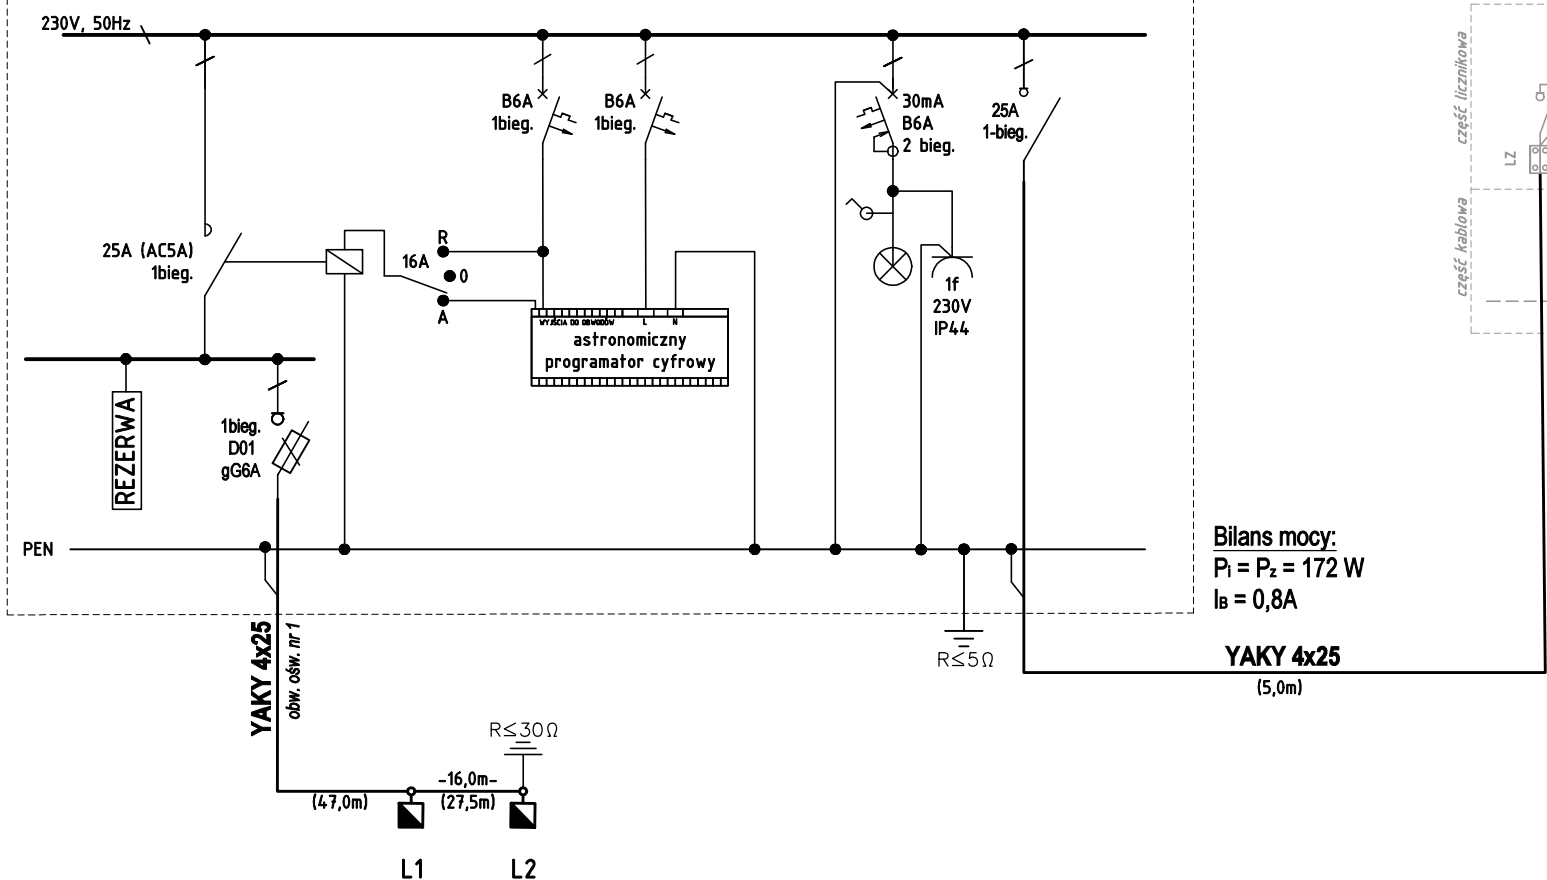 230V, 50Hz
B6A
1bieg.
B6A
1bieg.
30mA
B6A
2 bieg.
25A
1-bieg.
część licznikowa
LZ
część kablowa
25A (AC5A)
1bieg.
16A
R
0
A
WYJŚCIA DO OBWODÓW
L
N
astronomiczny
programator cyfrowy
1f
230V
IP44
REZERWA
1bieg.
D01
gG6A
PEN
Bilans mocy:
Pi = Pz = 172 W
IB = 0,8A
YAKY 4x25
obw. ośw. nr 1
R≤5Ω
YAKY 4x25
(5,0m)
R≤30Ω
-16,0m-
(47,0m)
(27,5m)
L1
L2